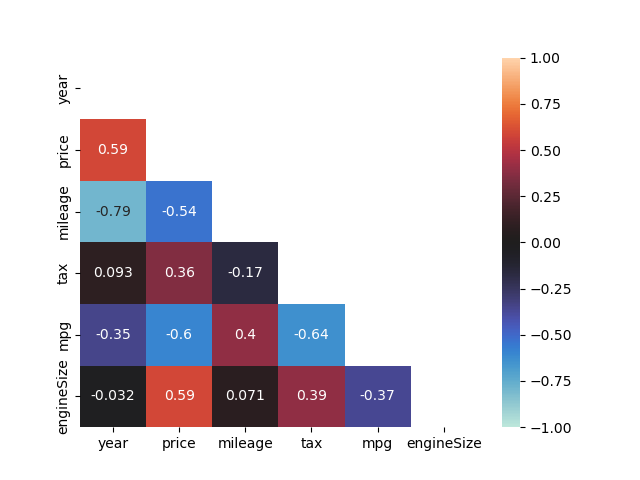 year
price
mileage
tax
mpg
engineSize
0.59
-0.79 -0.54
0.093 0.36 -0.17
-0.35 -0.6 0.4 -0.64
-0.032 0.59 0.071 0.39 -0.37
year price mileage tax mpg engineSize
1.00
0.75
0.50
0.25
0.00
−0.25
−0.50
−0.75
−1.00